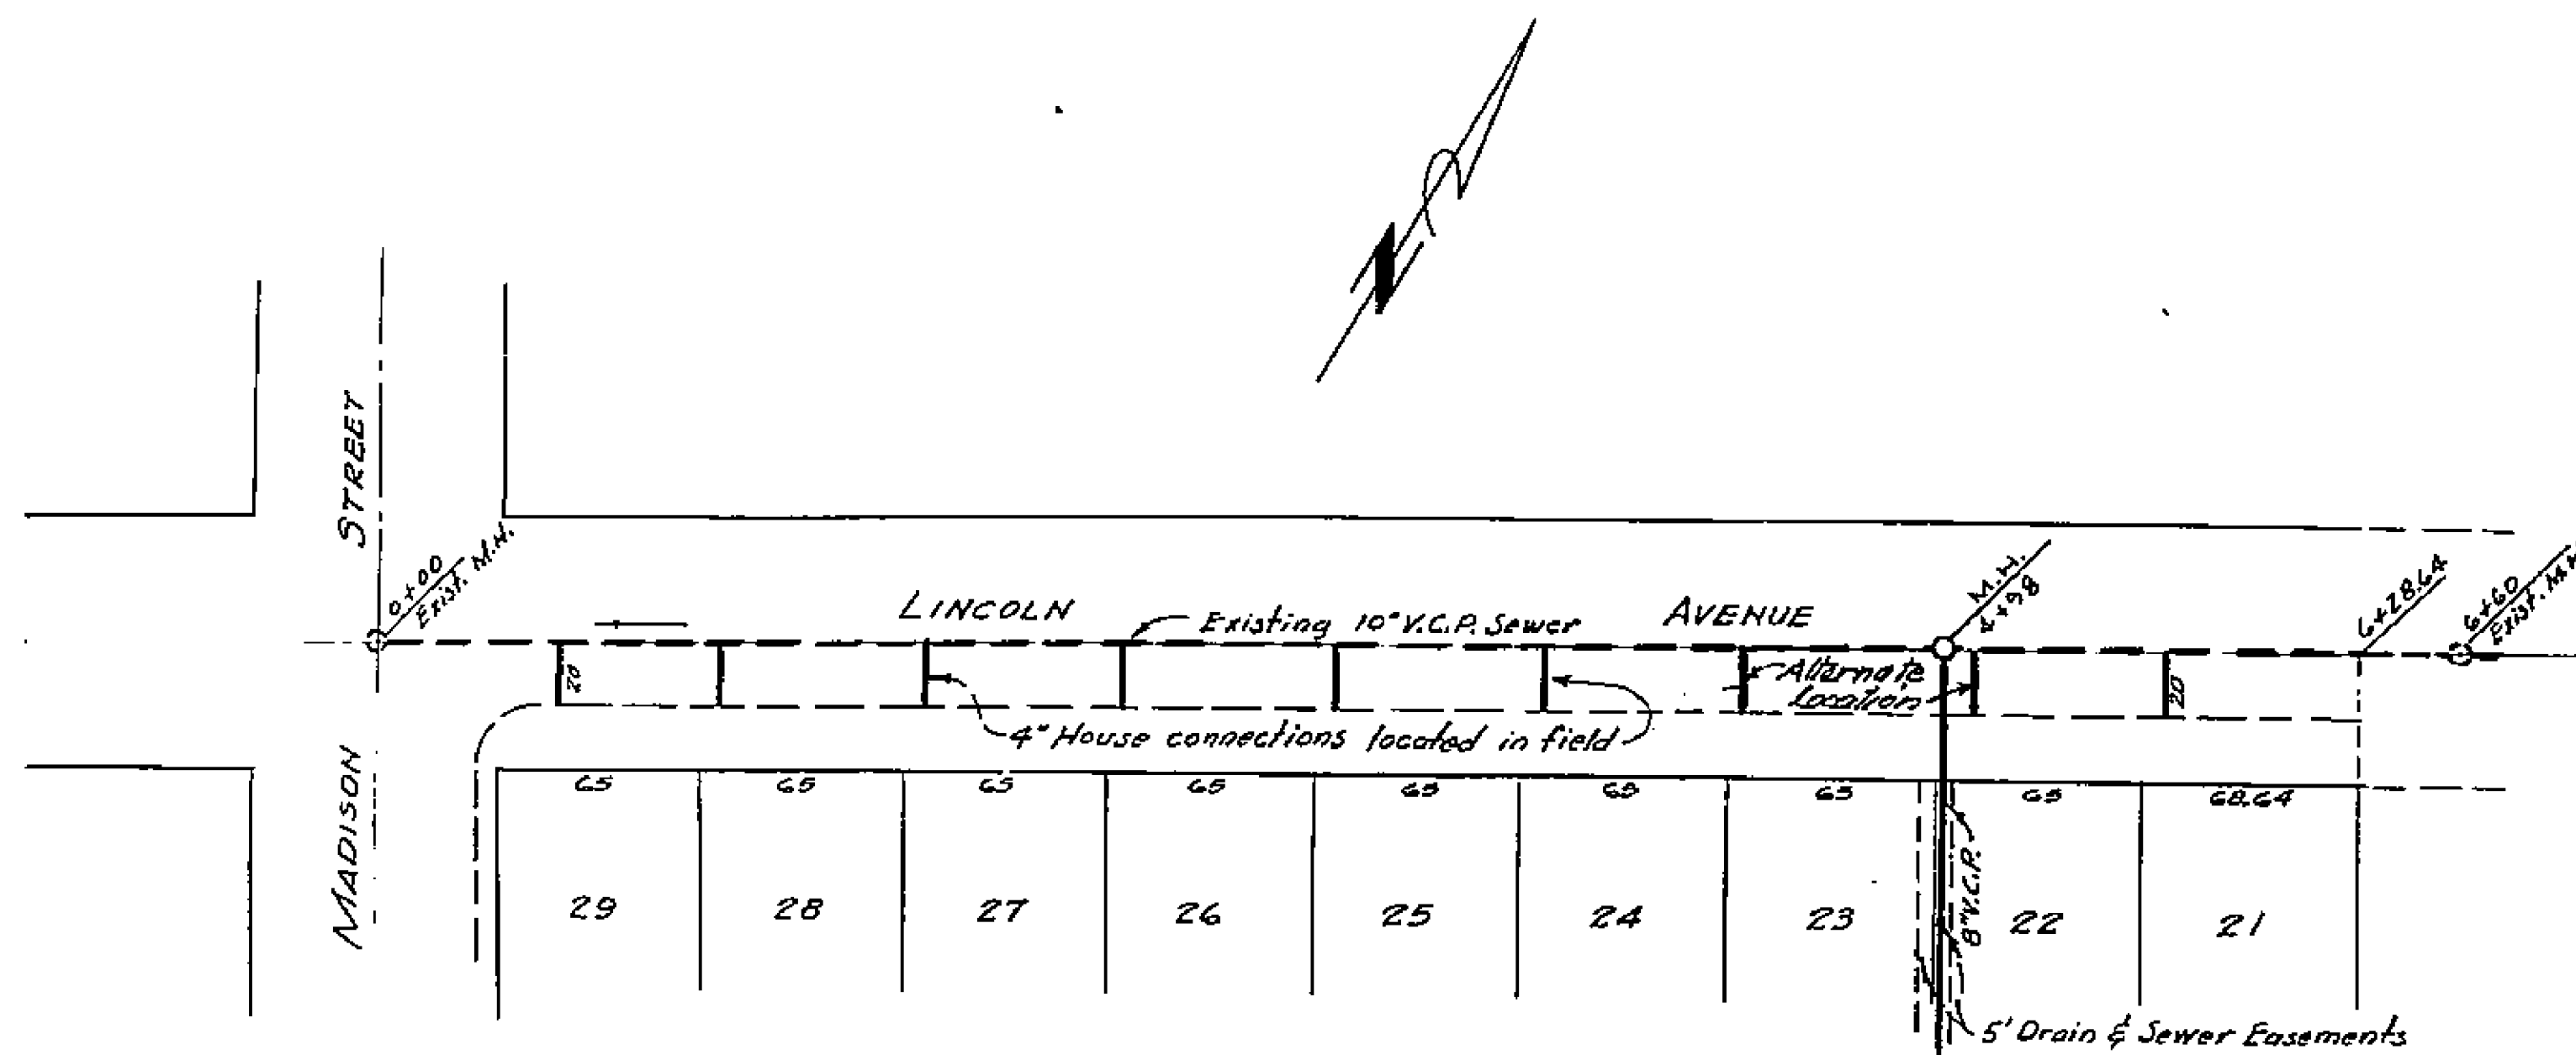 STREET
MADISON
0+00
Exist. M.H.
LINCOLN AVENUE
Existing 10" V.C.P. Sewer
M.H.
4+98
6+28.64
6+60
Exist. M.H.
20
Alternate
Location
20
4" House connections located in field
65 65 65 65 65 65 65 65 68.64
29 28 27 26 25 24 23 22 21
8" V.C.P.
5' Drain & Sewer Easements